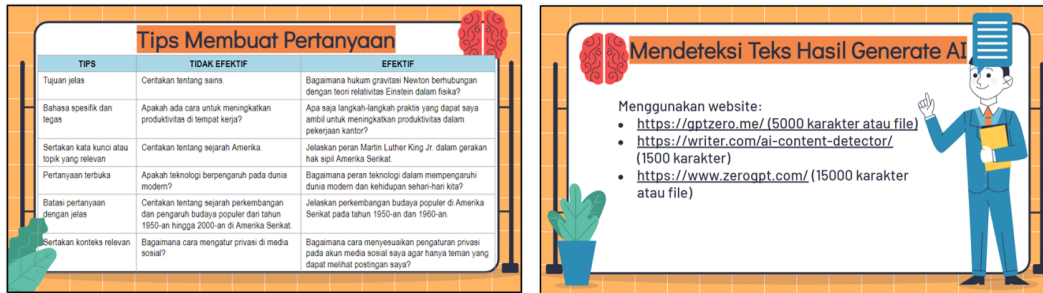 Tips Membuat Pertanyaan
TIPS TIDAK EFEKTIF EFEKTIF
Tujuan jelas
Ceritakan tentang sains.
Bagaimana hukum gravitasi Newton berhubungan
dengan teori relativitas Einstein dalam fisika?
Bahasa spesifik dan
tegas
Apakah ada cara untuk meningkatkan
produktivitas di tempat kerja?
Apa saja langkah-langkah praktis yang dapat saya
ambil untuk meningkatkan produktivitas dalam
pekerjaan kantor?
Sertakan kata kunci atau
topik yang relevan
Ceritakan tentang sejarah Amerika.
Jelaskan peran Martin Luther King Jr. dalam gerakan
hak sipil Amerika Serikat.
Pertanyaan terbuka
Apakah teknologi berpengaruh pada dunia
modern?
Bagaimana peran teknologi dalam mempengaruhi
dunia modern dan kehidupan sehari-hari kita?
Batasi pertanyaan
dengan jelas
Ceritakan tentang sejarah perkembangan
dan pengaruh budaya populer dari tahun
1950-an hingga 2000-an di Amerika Serikat.
Jelaskan perkembangan budaya populer di Amerika
Serikat pada tahun 1950-an dan 1960-an.
Sertakan konteks relevan
Bagaimana cara mengatur privasi di media
sosial?
Bagaimana cara menyesuaikan pengaturan privasi
pada akun media sosial saya agar hanya teman yang
dapat melihat postingan saya?
Mendeteksi Teks Hasil Generate AI
Menggunakan website:
● https://gptzero.me/ (5000 karakter atau file)
● https://writer.com/ai-content-detector/
(1500 karakter)
● https://www.zerogpt.com/ (15000 karakter
atau file)